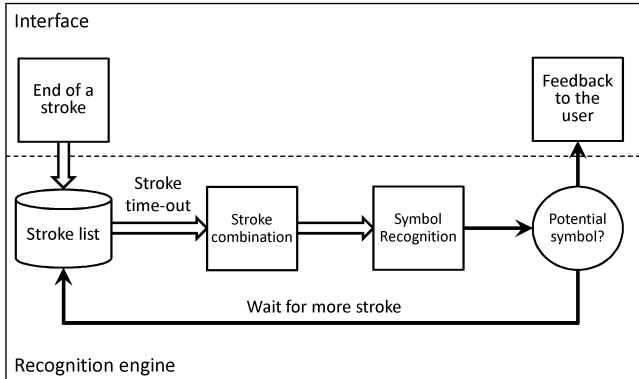 Interface
End of a
stroke
Feedback
to the
user
Stroke
time-out
Stroke list
Stroke
combination
Symbol
Recognition
Potential
symbol?
Wait for more stroke
Recognition engine